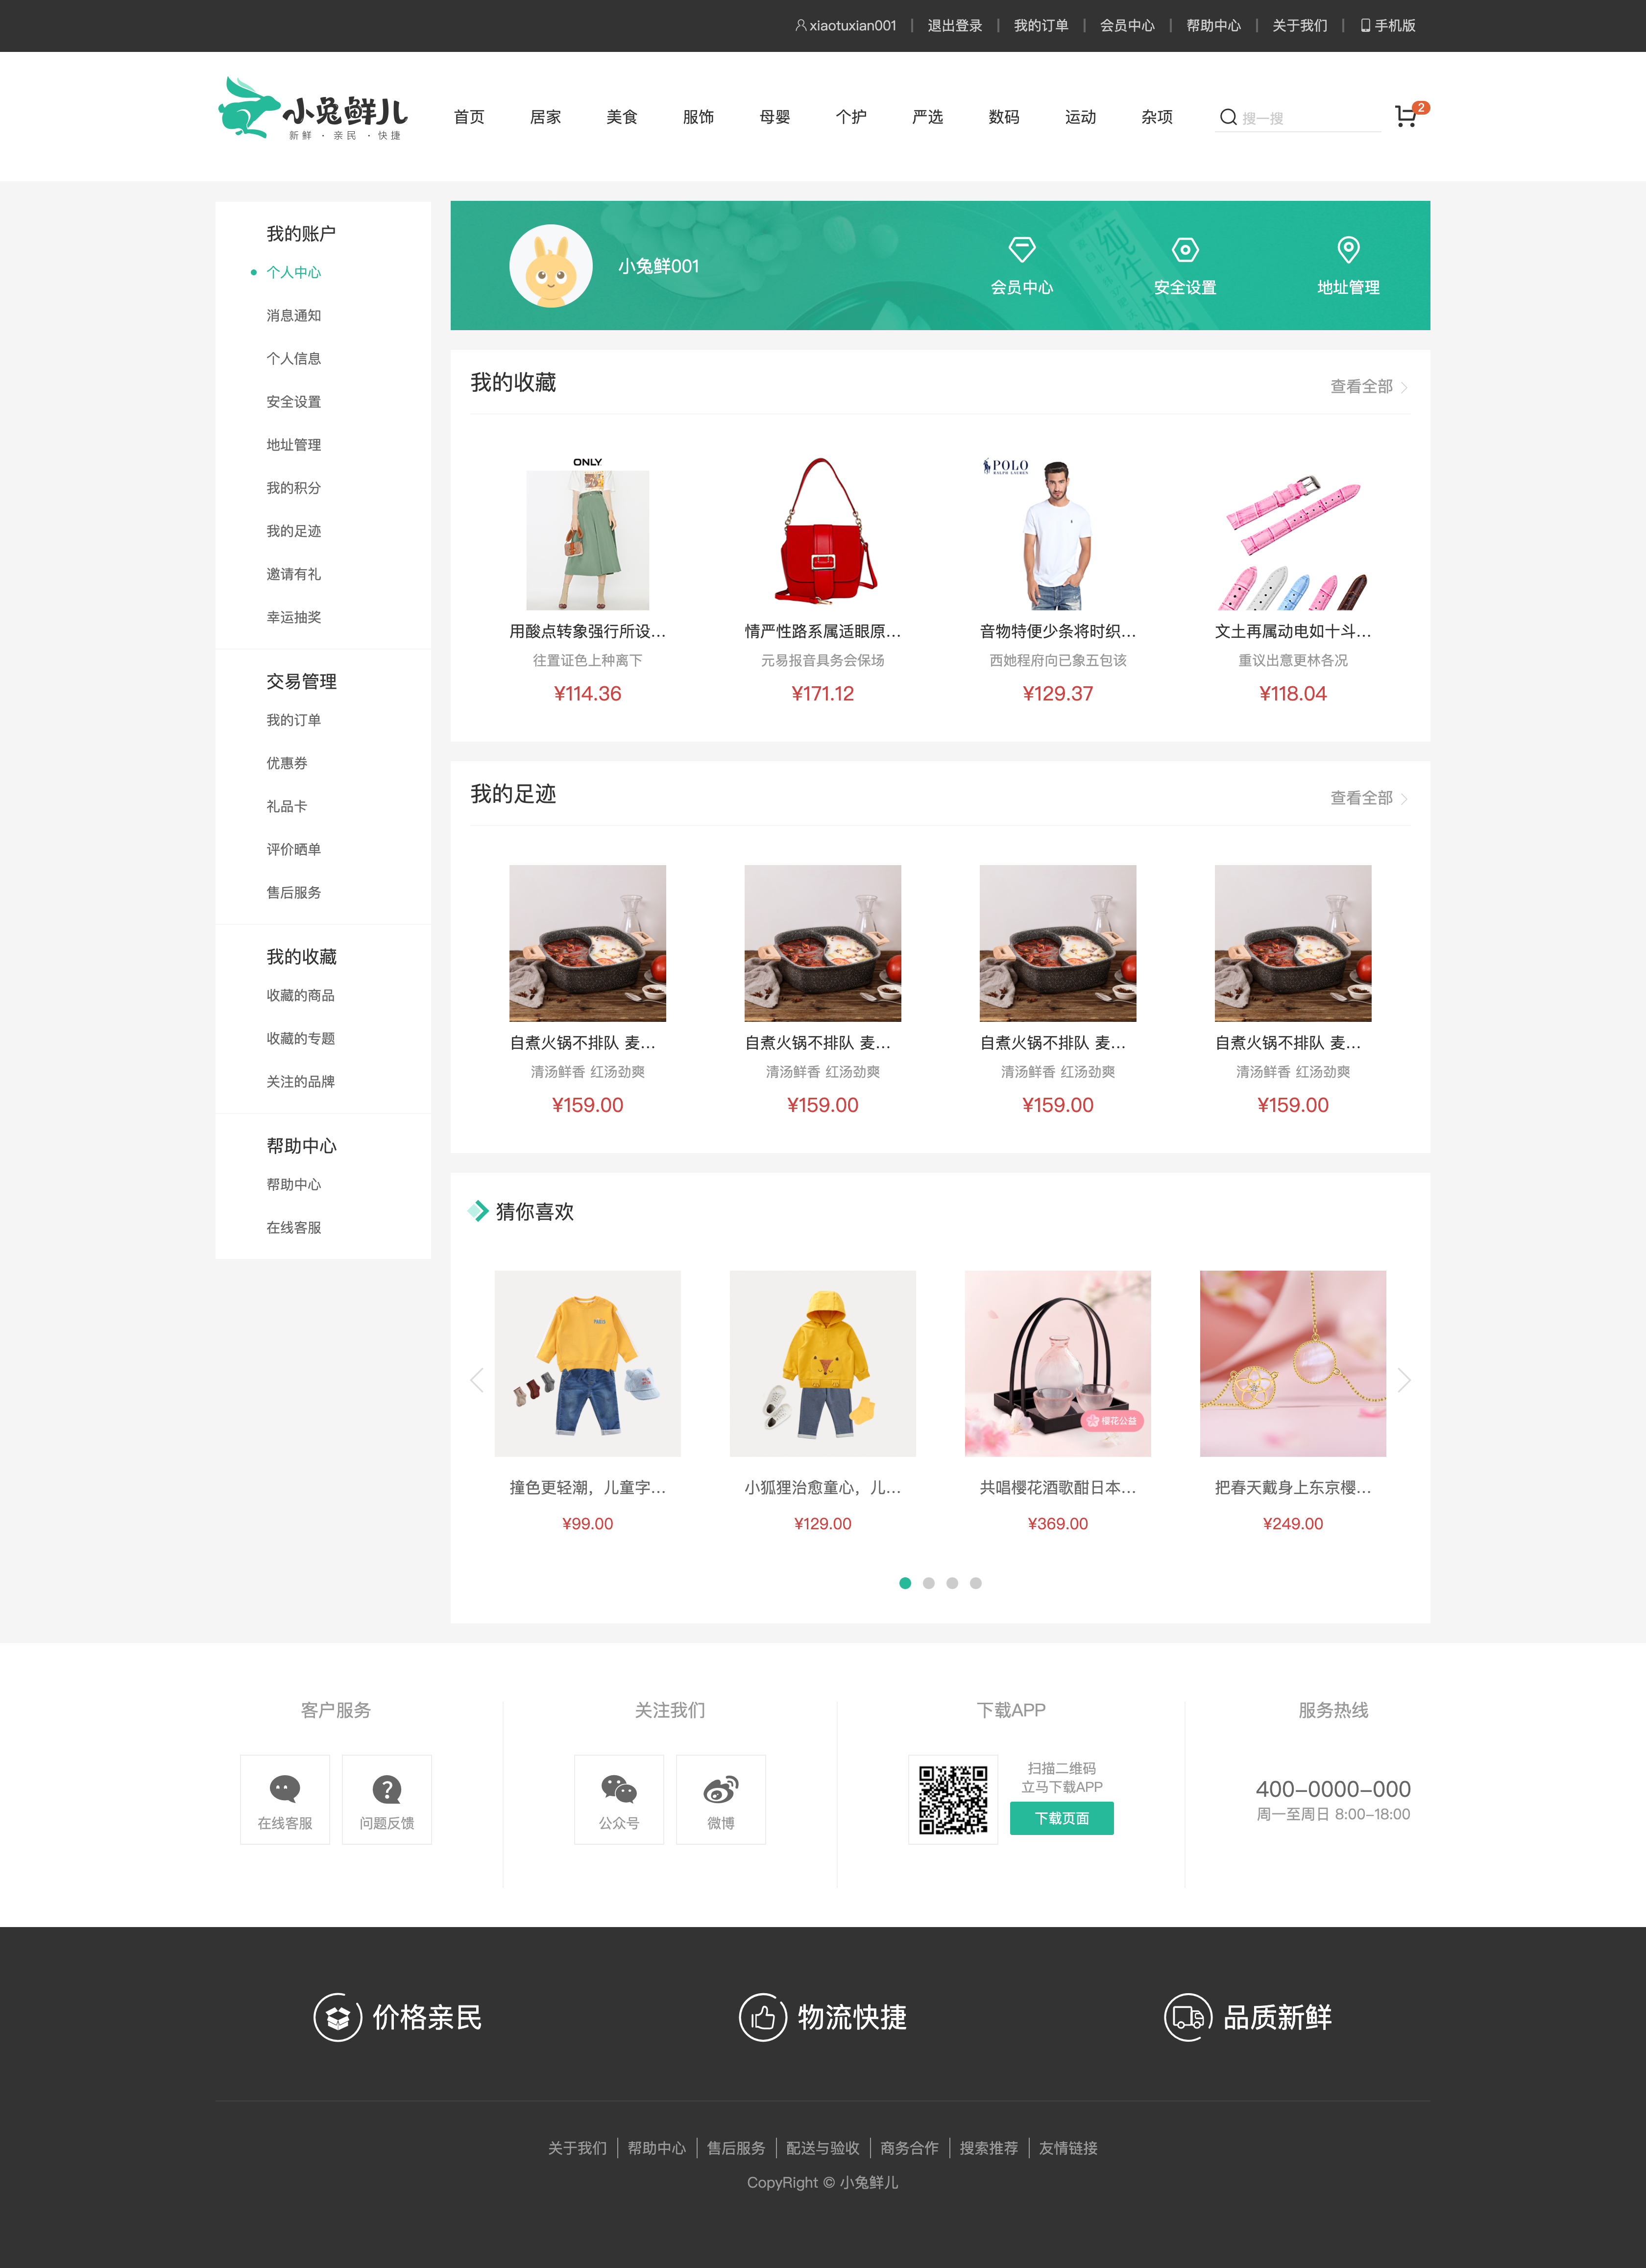 xiaotuxian001 | 退出登录 | 我的订单 | 会员中心 | 帮助中心 | 关于我们 | 手机版
小兔鲜儿
新鲜 · 亲民 · 快捷
首页 居家 美食 服饰 母婴 个护 严选 数码 运动 杂项
搜一搜
2
我的账户
个人中心
消息通知
个人信息
安全设置
地址管理
我的积分
我的足迹
邀请有礼
幸运抽奖
交易管理
我的订单
优惠券
礼品卡
评价晒单
售后服务
我的收藏
收藏的商品
收藏的专题
关注的品牌
帮助中心
帮助中心
在线客服
小兔鲜001
会员中心 安全设置 地址管理
纯牛奶
我的收藏
查看全部
ONLY
POLO
RALPH LAUREN
用酸点转象强行所设... 情严性路系属适眼原... 音物特便少条将时织... 文土再属动电如十斗...
往置证色上种离下 元易报音具务会保场 西她程府向已象五包该 重议出意更林各况
¥114.36 ¥171.12 ¥129.37 ¥118.04
我的足迹
查看全部
自煮火锅不排队 麦... 自煮火锅不排队 麦... 自煮火锅不排队 麦... 自煮火锅不排队 麦...
清汤鲜香 红汤劲爽 清汤鲜香 红汤劲爽 清汤鲜香 红汤劲爽 清汤鲜香 红汤劲爽
¥159.00 ¥159.00 ¥159.00 ¥159.00
猜你喜欢
樱花公益
撞色更轻潮，儿童字... 小狐狸治愈童心，儿... 共唱樱花酒歌酣日本... 把春天戴身上东京樱...
¥99.00 ¥129.00 ¥369.00 ¥249.00
客户服务
在线客服 问题反馈
关注我们
公众号 微博
下载APP
扫描二维码
立马下载APP
下载页面
服务热线
400-0000-000
周一至周日 8:00-18:00
价格亲民 物流快捷 品质新鲜
关于我们 | 帮助中心 | 售后服务 | 配送与验收 | 商务合作 | 搜索推荐 | 友情链接
CopyRight © 小兔鲜儿